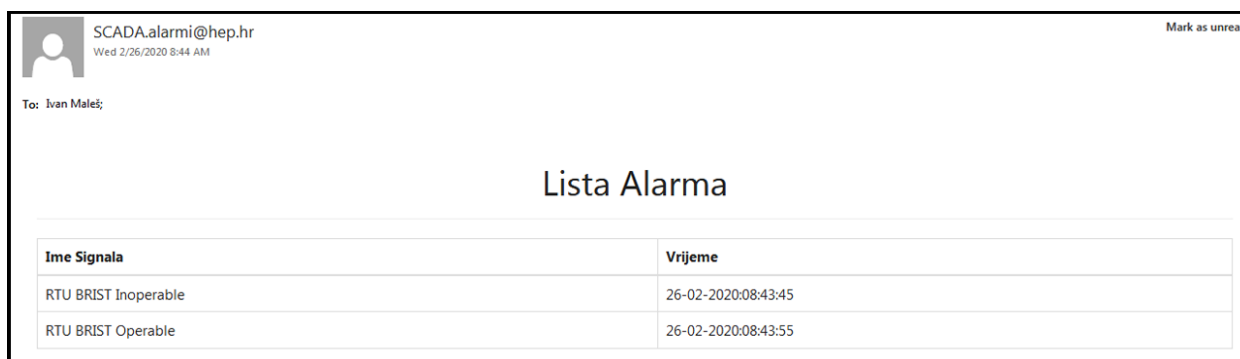 SCADA.alarmi@hep.hr
Mark as unrea
Wed 2/26/2020 8:44 AM
To: Ivan Maleš;
Lista Alarma
Ime Signala Vrijeme
RTU BRIST Inoperable 26-02-2020:08:43:45
RTU BRIST Operable 26-02-2020:08:43:55